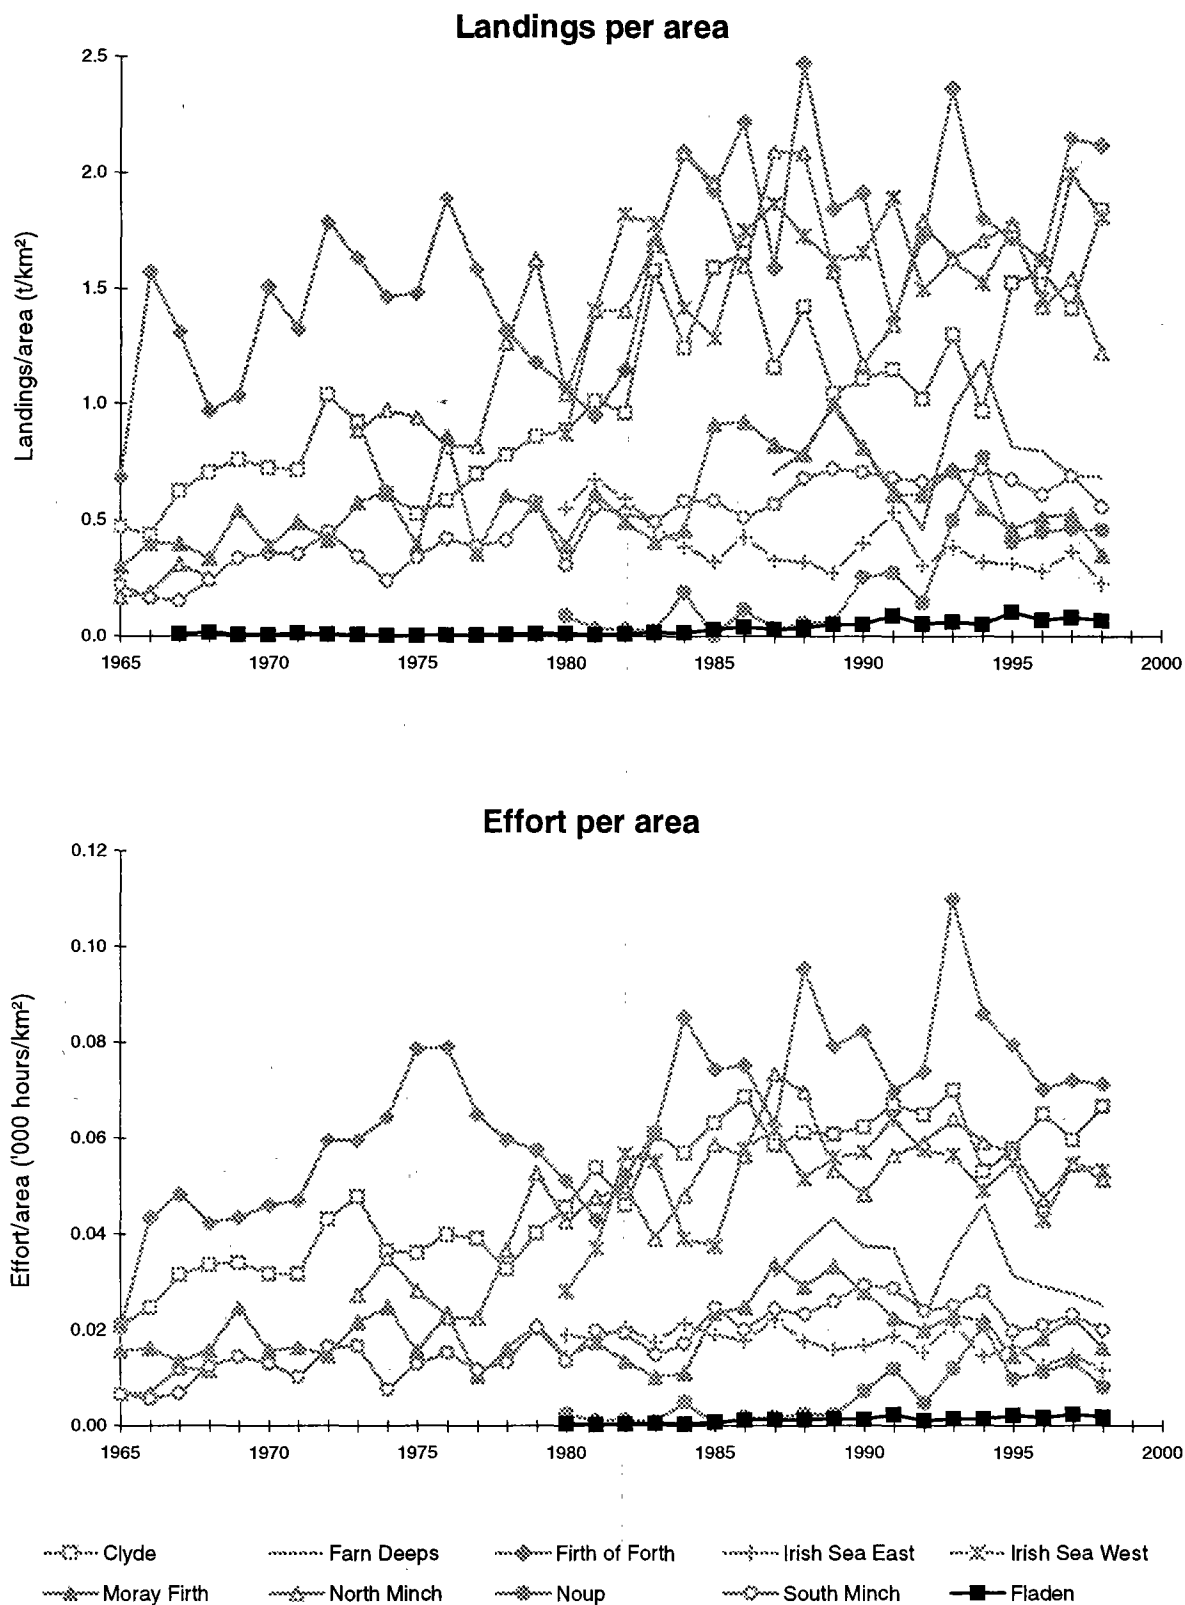 Landings per area
Landings/area (t/km²)
2.5
2.0
1.5
1.0
0.5
0.0
1965 1970 1975 1980 1985 1990 1995 2000
Effort per area
Effort/area ('000 hours/km²)
0.12
0.10
0.08
0.06
0.04
0.02
0.00
1965 1970 1975 1980 1985 1990 1995 2000
Clyde Farn Deeps Firth of Forth Irish Sea East Irish Sea West
Moray Firth North Minch Noup South Minch Fladen